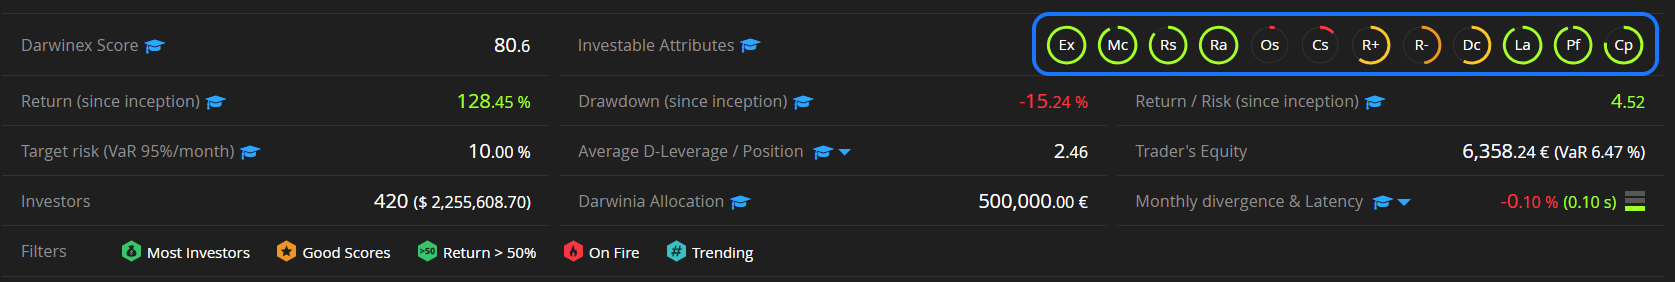 Darwinex Score 80.6 Investable Attributes Ex Mc Rs Ra Os Cs R+ R- Dc La Pf Cp
Return (since inception) 128.45 % Drawdown (since inception) -15.24 % Return / Risk (since inception) 4.52
Target risk (VaR 95%/month) 10.00 % Average D-Leverage / Position 2.46 Trader's Equity 6,358.24 € (VaR 6.47 %)
Investors 420 ($ 2,255,608.70) Darwinia Allocation 500,000.00 € Monthly divergence & Latency -0.10 % (0.10 s)
Filters Most Investors Good Scores >50 Return > 50% On Fire # Trending